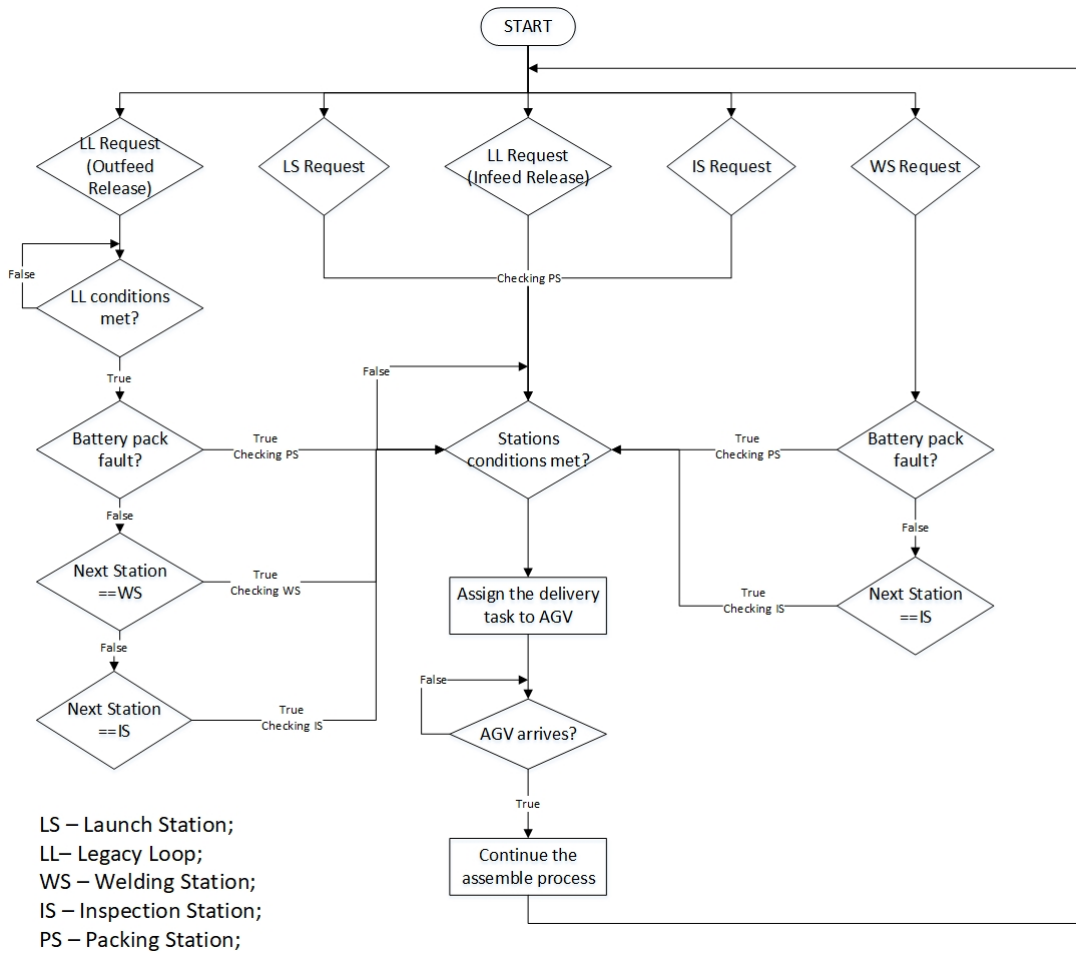 START
LL Request
(Outfeed
Release)
LS Request
LL Request
(Infeed Release)
IS Request
WS Request
False
Checking PS
LL conditions
met?
True
False
Battery pack
fault?
True
Checking PS
Stations
conditions met?
True
Checking PS
Battery pack
fault?
False
False
Next Station
==WS
True
Checking WS
Assign the delivery
task to AGV
True
Checking IS
Next Station
==IS
False
False
Next Station
==IS
True
Checking IS
AGV arrives?
True
Continue the
assemble process
LS – Launch Station;
LL– Legacy Loop;
WS – Welding Station;
IS – Inspection Station;
PS – Packing Station;